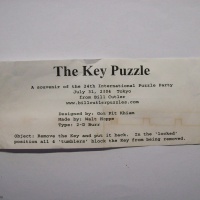 The Key Puzzle
A souvenir of the 24th International Puzzle Party
July 31, 2004 Tokyo
from Bill Cutler
www.billcutlerpuzzles.com
Designed by: Goh Pit Khiam
Made by: Walt Hoppe
Type: 2-D Burr
Object: Remove the Key and put it back. In the 'locked'
position all 4 'tumblers' block the Key from being removed.